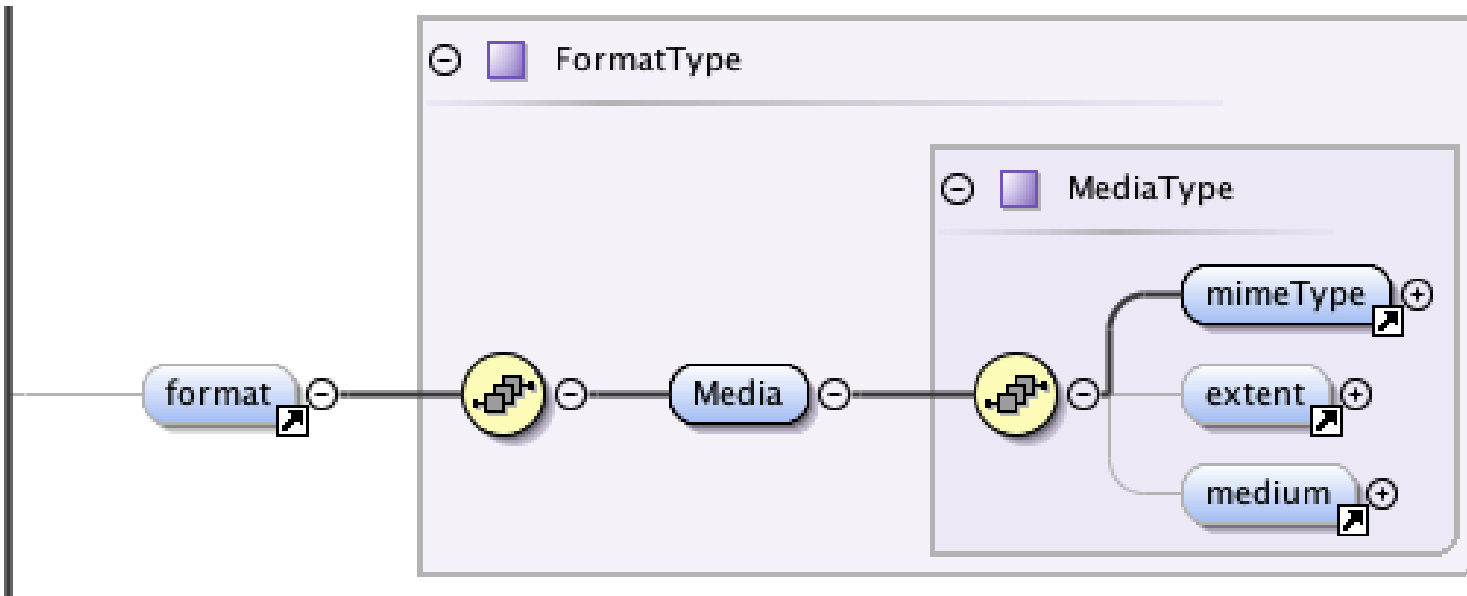 FormatType
MediaType
mimeType
format
Media
extent
medium